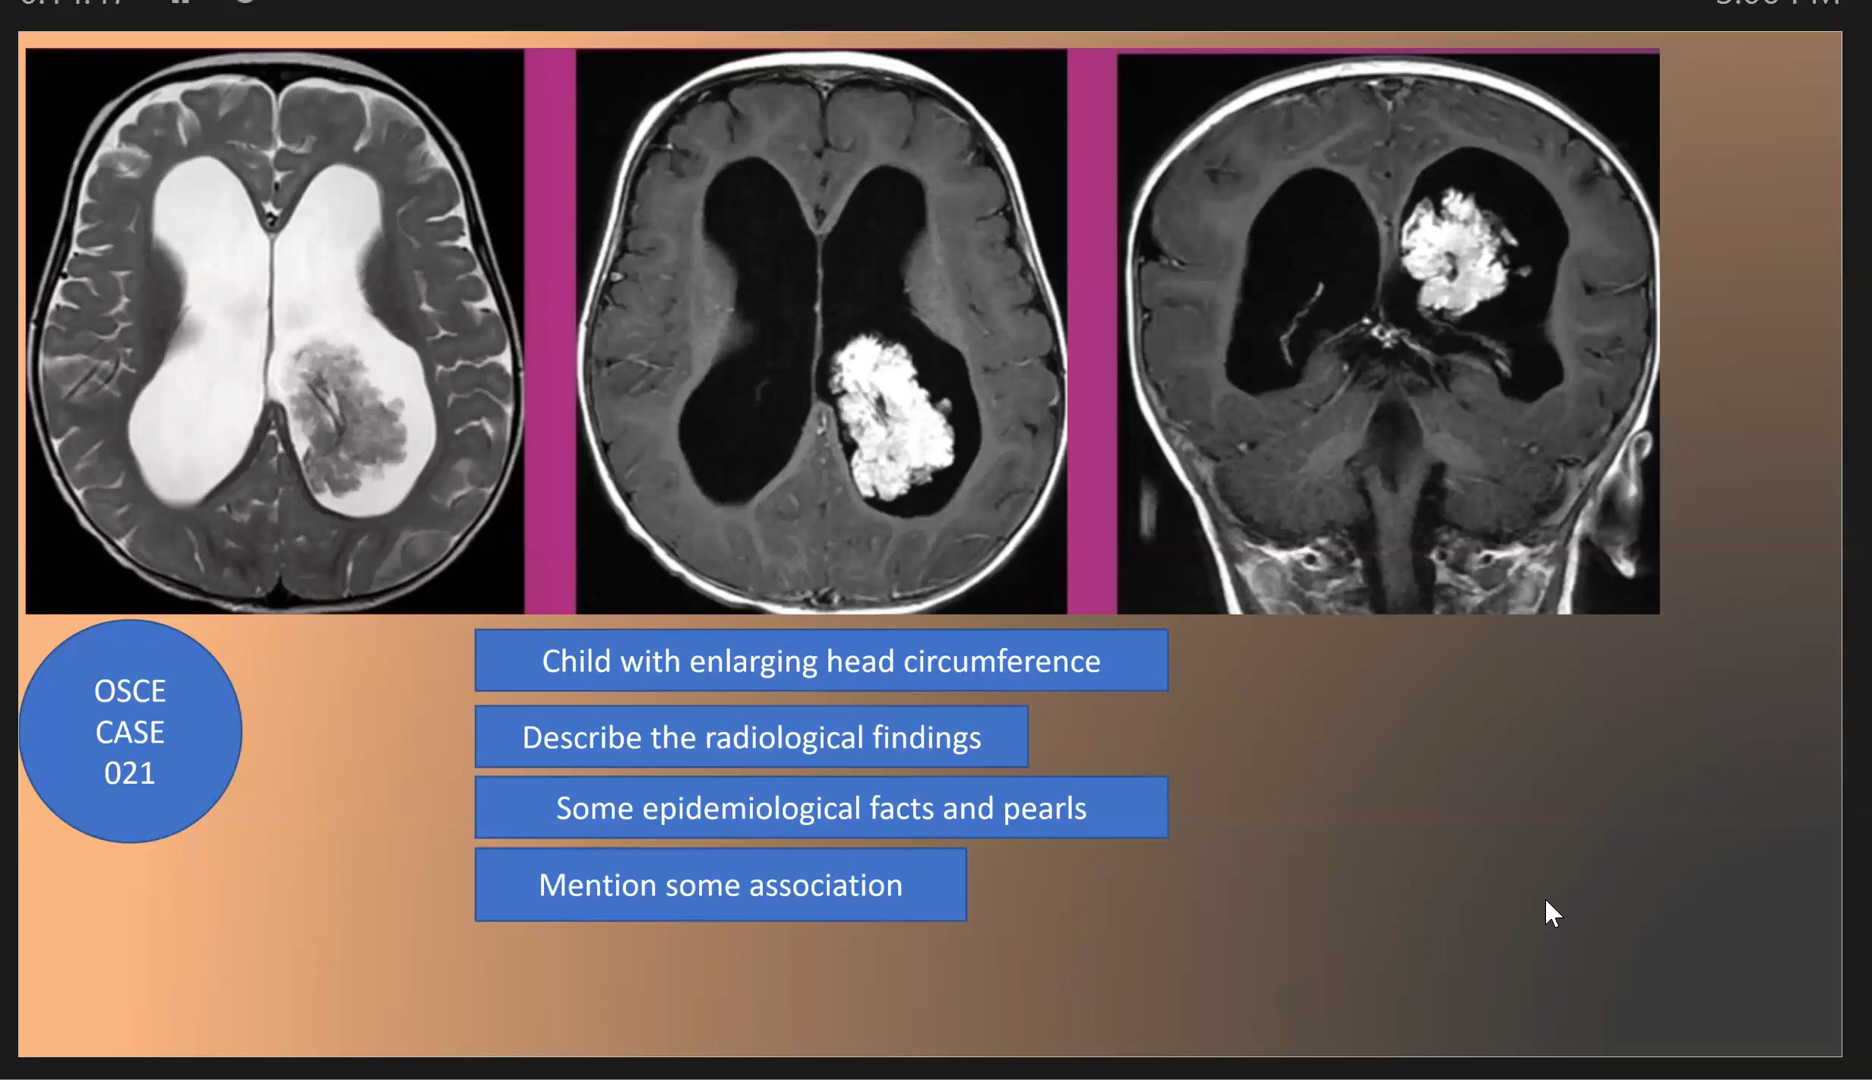 OSCE
CASE
021
Child with enlarging head circumference
Describe the radiological findings
Some epidemiological facts and pearls
Mention some association